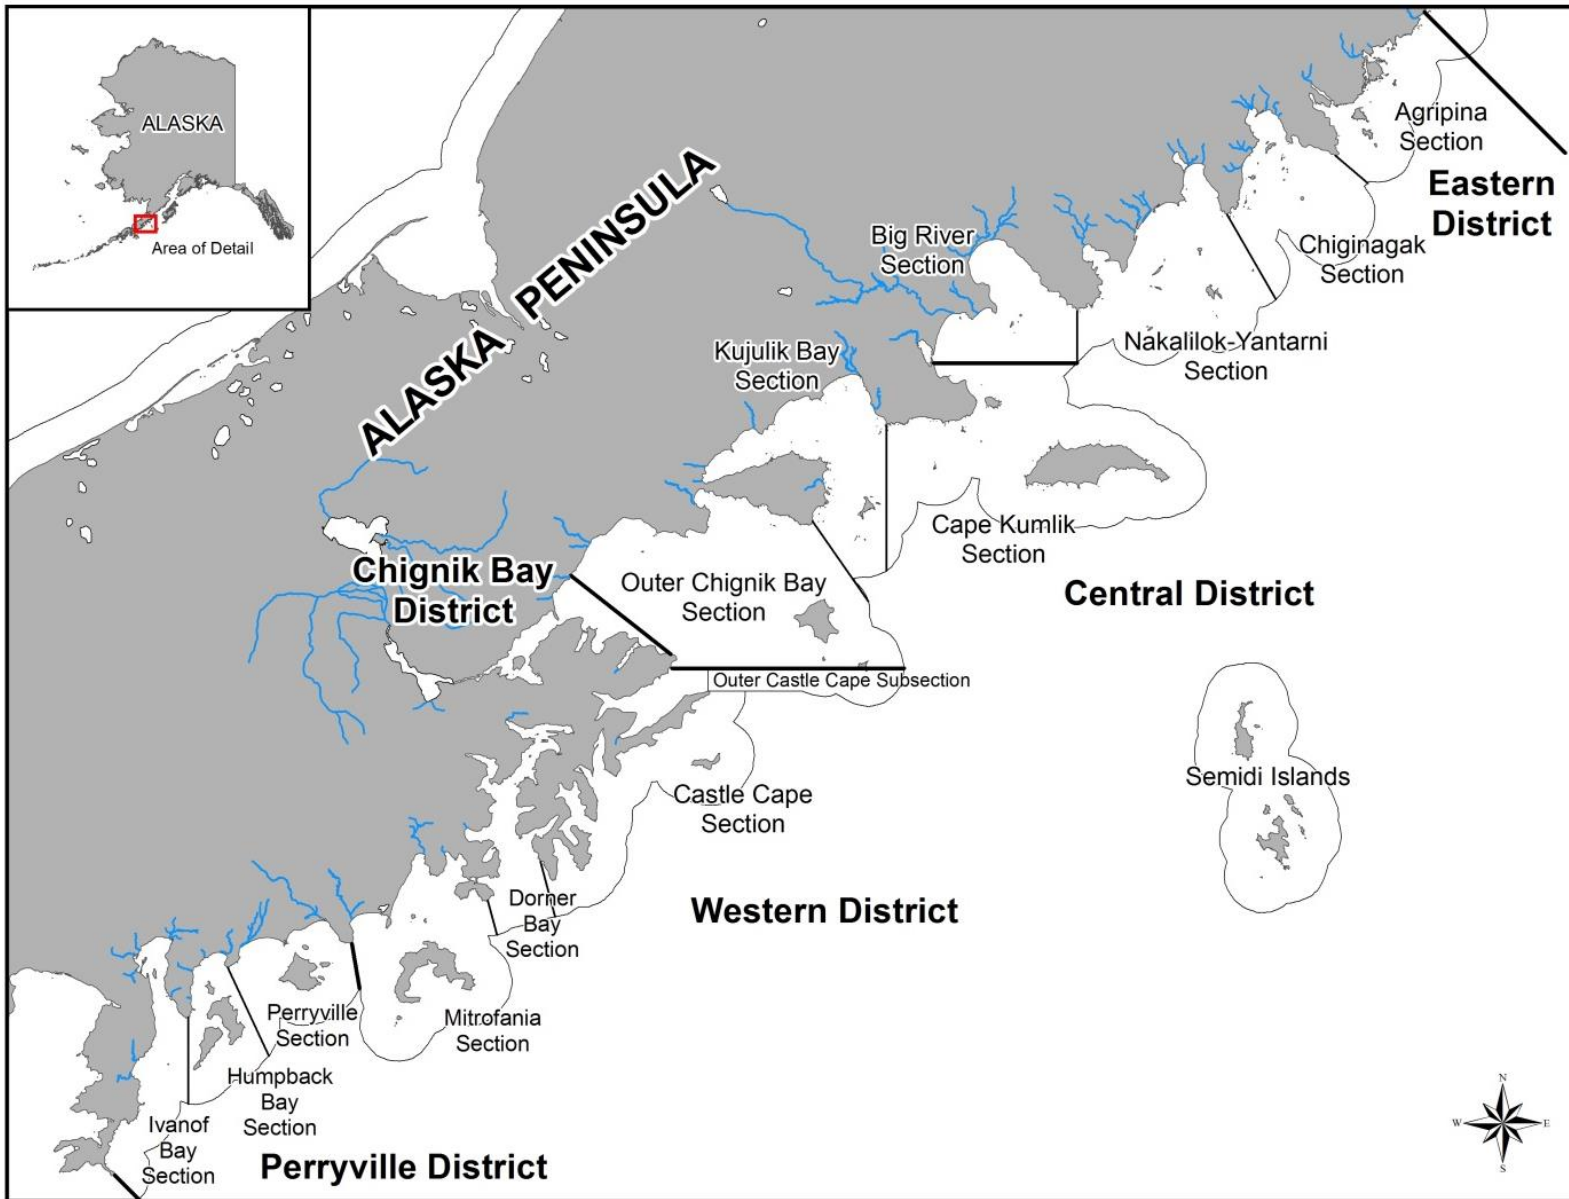 ALASKA
Area of Detail
ALASKA PENINSULA
Agripina
Section
Eastern
District
Chiginagak
Section
Big River
Section
Nakalilok-Yantarni
Section
Kujulik Bay
Section
Cape Kumlik
Section
Central District
Chignik Bay
District
Outer Chignik Bay
Section
Outer Castle Cape Subsection
Semidi Islands
Castle Cape
Section
Western District
Dorner
Bay
Section
Mitrofania
Section
Perryville
Section
Humpback
Bay
Section
Ivanof
Bay
Section
Perryville District
N
W
E
S